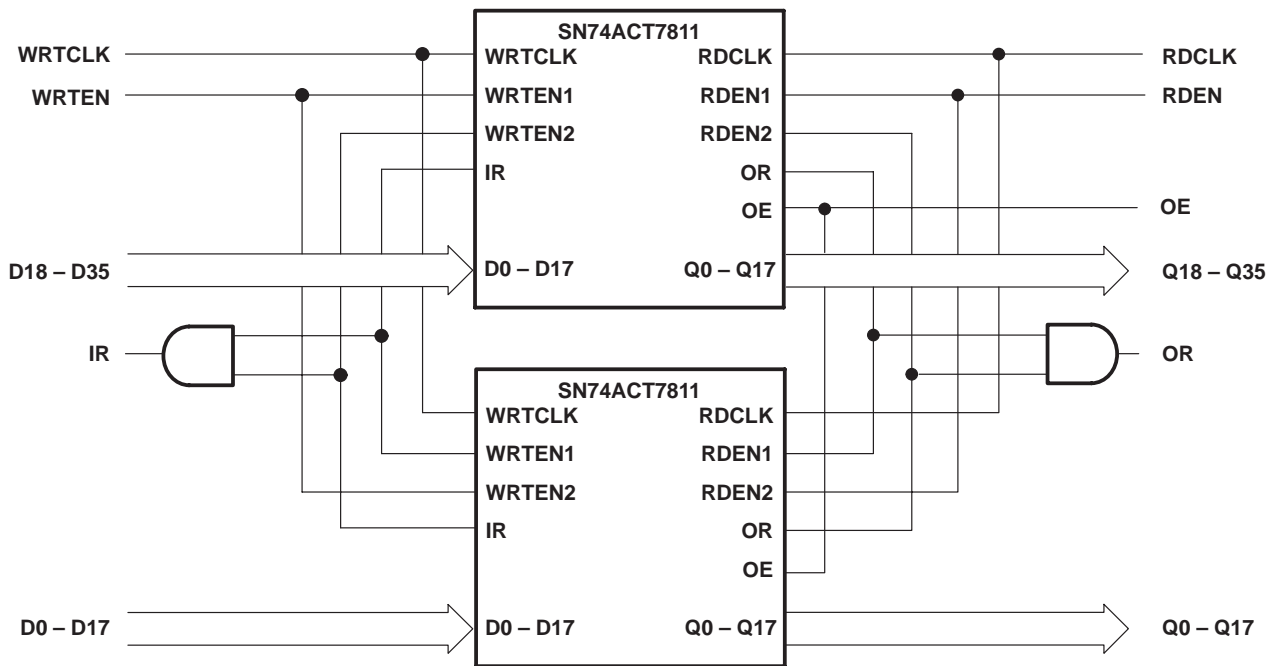 SN74ACT7811
WRTCLK WRTCLK RDCLK RDCLK
WRTEN WRTEN1 RDEN1 RDEN
WRTEN2 RDEN2
IR OR
OE OE
D18 – D35 D0 – D17 Q0 – Q17 Q18 – Q35
IR OR
SN74ACT7811
WRTCLK RDCLK
WRTEN1 RDEN1
WRTEN2 RDEN2
IR OR
OE
D0 – D17 D0 – D17 Q0 – Q17 Q0 – Q17